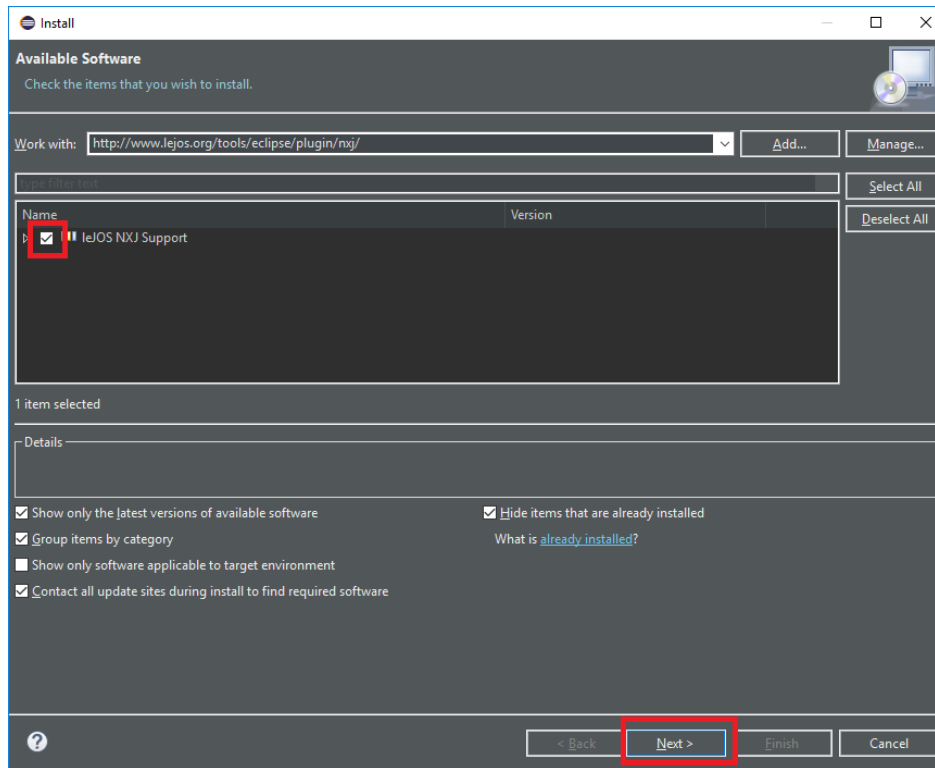 Install
Available Software
Check the items that you wish to install.
Work with: http://www.lejos.org/tools/eclipse/plugin/nxj/ Add... Manage...
type filter text Select All
Name Version Deselect All
leJOS NXJ Support
1 item selected
Details
Show only the latest versions of available software Hide items that are already installed
Group items by category What is already installed?
Show only software applicable to target environment
Contact all update sites during install to find required software
? < Back Next > Finish Cancel